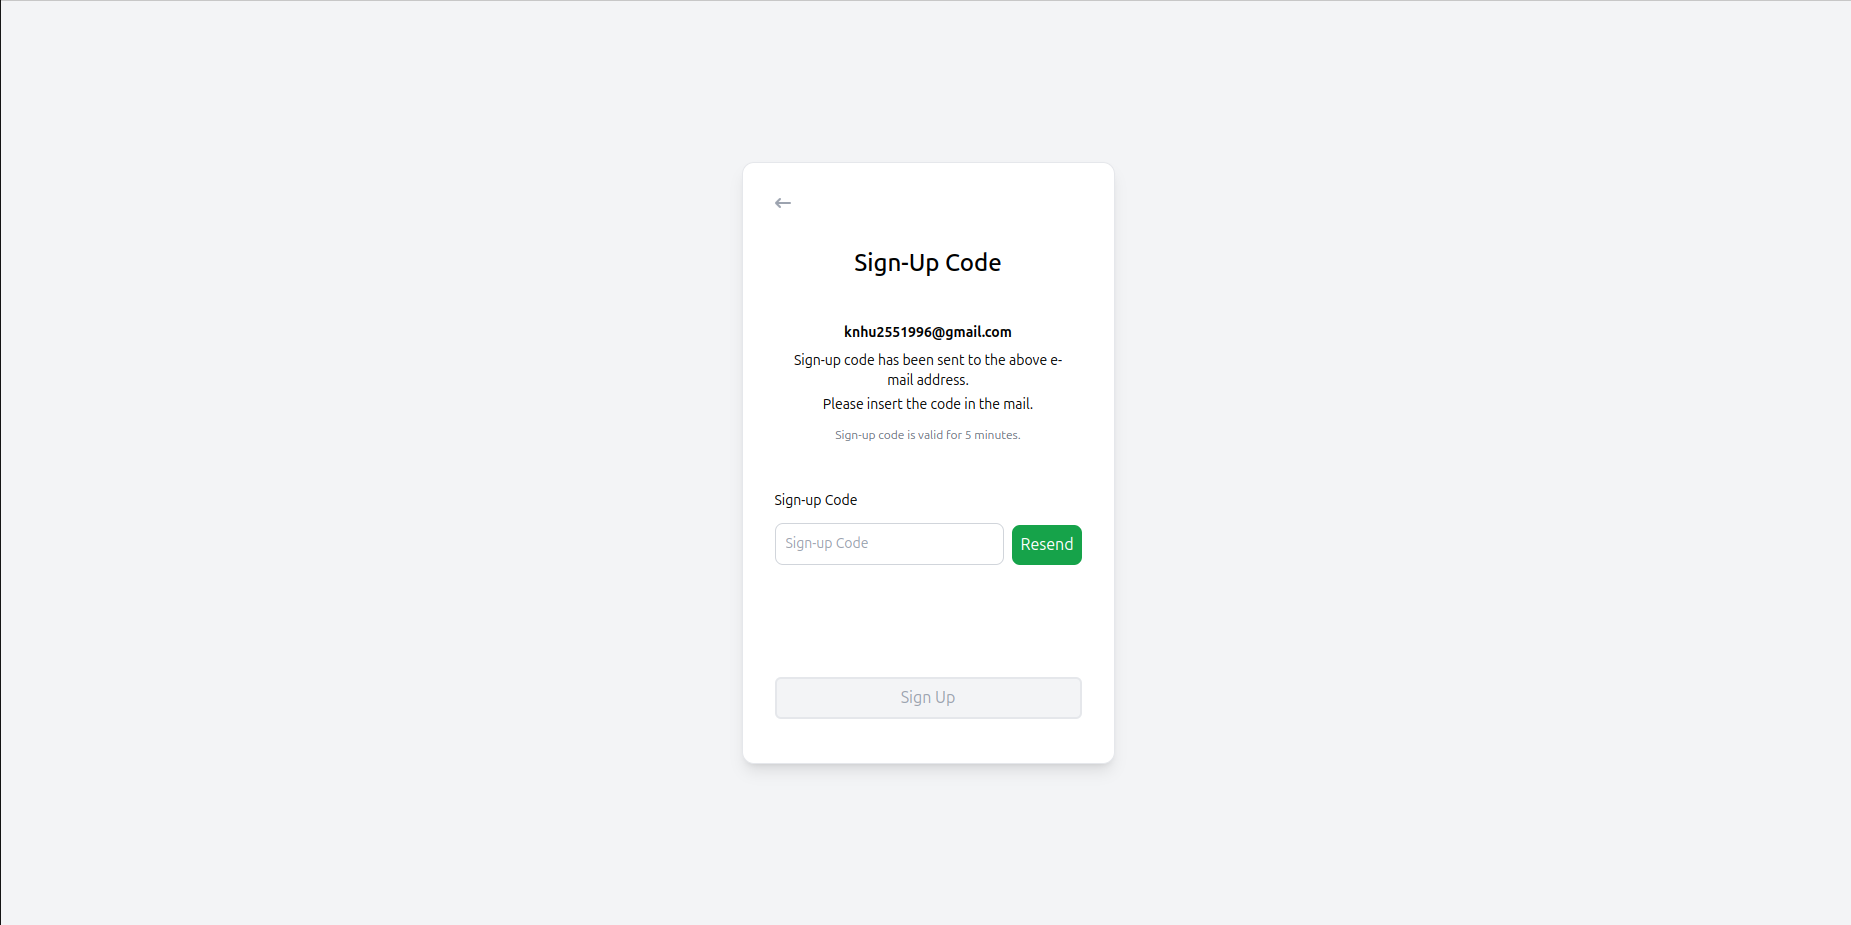 Sign-Up Code
knhu2551996@gmail.com
Sign-up code has been sent to the above e-
mail address.
Please insert the code in the mail.
Sign-up code is valid for 5 minutes.
Sign-up Code
Sign-up Code
Resend
Sign Up